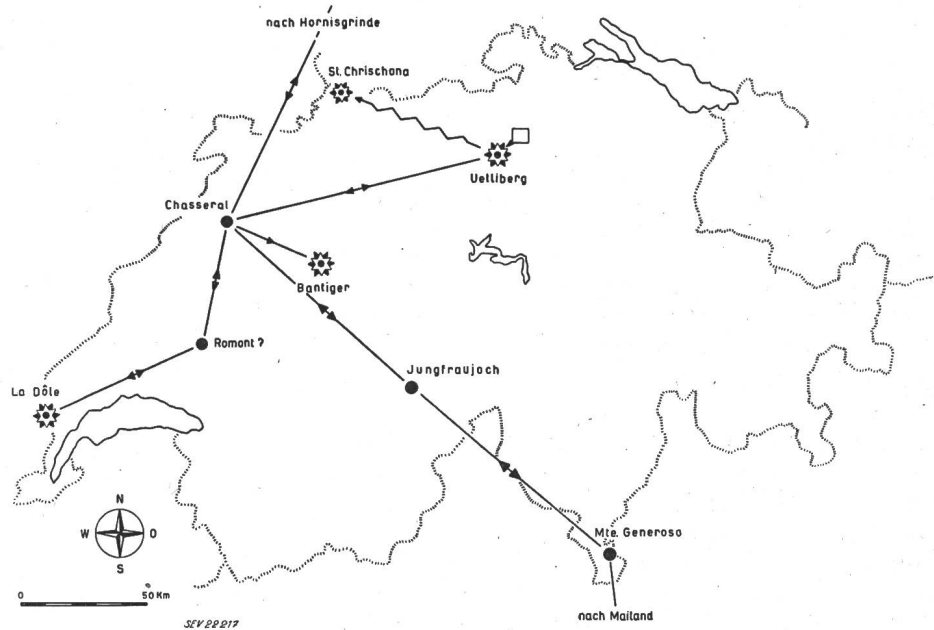 nach Hornisgrinde
St. Chrischona
Uetliberg
Chasseral
Bantiger
Romont ?
Jungfraujoch
La Dôle
N
W O
S
Mte. Generoso
0 50 Km
nach Mailand
SEV 22217